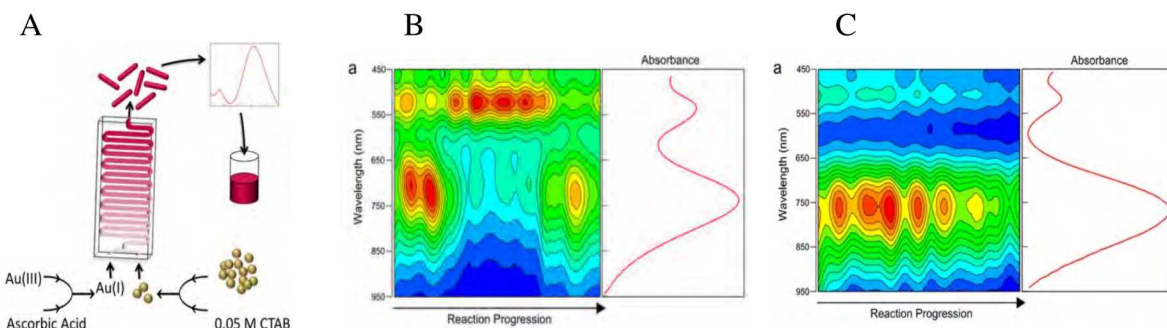 A
Au(III)
Au(I)
Ascorbic Acid
0.05 M CTAB
B
a
Absorbance
450
550
650
750
850
950
Wavelength (nm)
Reaction Progression
C
a
Absorbance
450
550
650
750
850
950
Wavelength (nm)
Reaction Progression